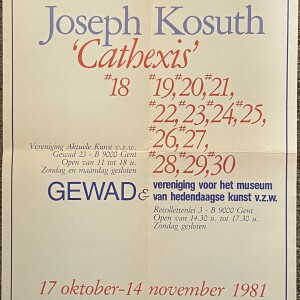 Joseph Kosuth
'Cathexis'
#18 #19,#20,#21,
#22,#23,#24,#25,
#26,#27,
#28,#29,#30
Vereniging Aktuele Kunst v.z.w.
Gewad 23 - B 9000 Gent
Open van 11 tot 18 u.
Zondag en maandag gesloten
GEWAD & vereniging voor het museum
van hedendaagse kunst v.z.w.
Recollettenlei 3 - B 9000 Gent
Open van 14.30 u. tot 17.30 u.
Zondag gesloten
17 oktober-14 november 1981